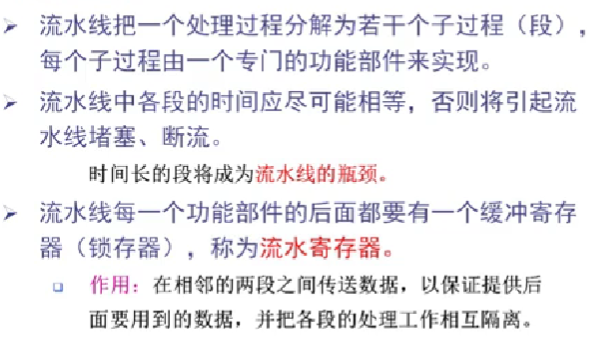 流水线把一个处理过程分解为若干个子过程（段），
每个子过程由一个专门的功能部件来实现。
流水线中各段的时间应尽可能相等，否则将引起流
水线堵塞、断流。
时间长的段将成为流水线的瓶颈。
流水线每一个功能部件的后面都要有一个缓冲寄存
器（锁存器），称为流水寄存器。
作用：在相邻的两段之间传送数据，以保证提供后
面要用到的数据，并把各段的处理工作相互隔离。